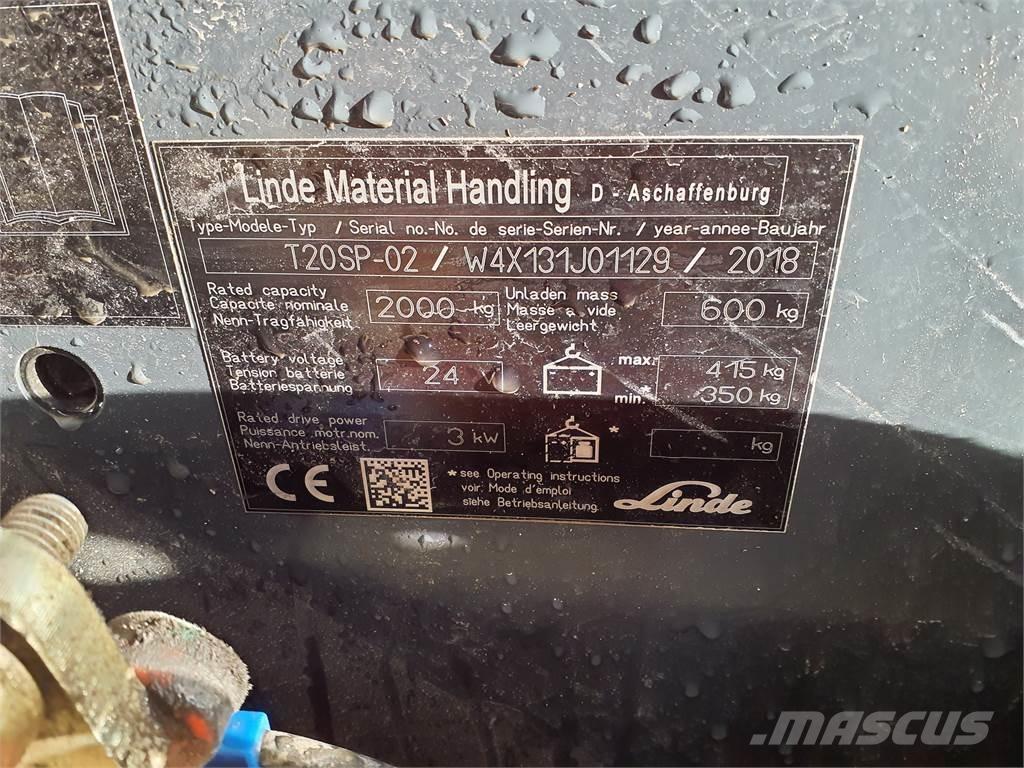 Linde Material Handling D - Aschaffenburg
Type-Modele-Typ / Serial no.-No. de serie-Serien-Nr. / year-annee-Baujahr
T20SP-02 / W4X131J01129 / 2018
Rated capacity
Capacite nominale
Nenn-Tragfähigkeit
2000 kg
Unladen mass
Masse a vide
Leergewicht
600 kg
Battery voltage
Tension batterie
Batteriespannung
24 V
max. 415 kg
min.* 350 kg
Rated drive power
Puissance motr.nom.
Nenn-Antriebsleist.
3 kW
*
kg
CE
* see Operating instructions
voir Mode d'emploi
siehe Betriebsanleitung.
Linde
MASCUS